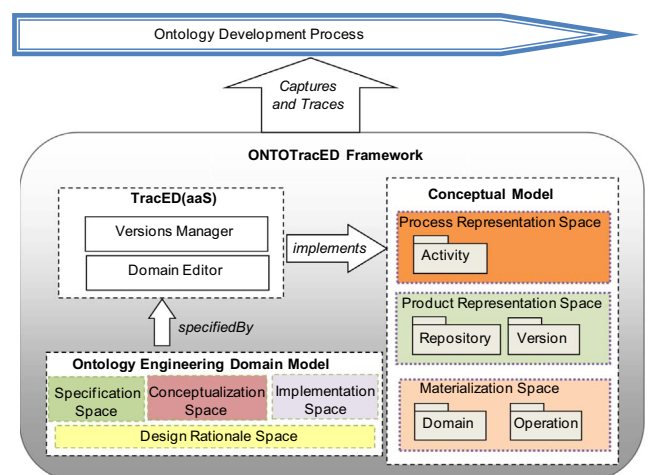 Ontology Development Process
Captures
and Traces
ONTOTracED Framework
TracED(aaS)
Versions Manager
Domain Editor
implements
specifiedBy
Ontology Engineering Domain Model
Specification
Space
Conceptualization
Space
Implementation
Space
Design Rationale Space
Conceptual Model
Process Representation Space
Activity
Product Representation Space
Repository
Version
Materialization Space
Domain
Operation